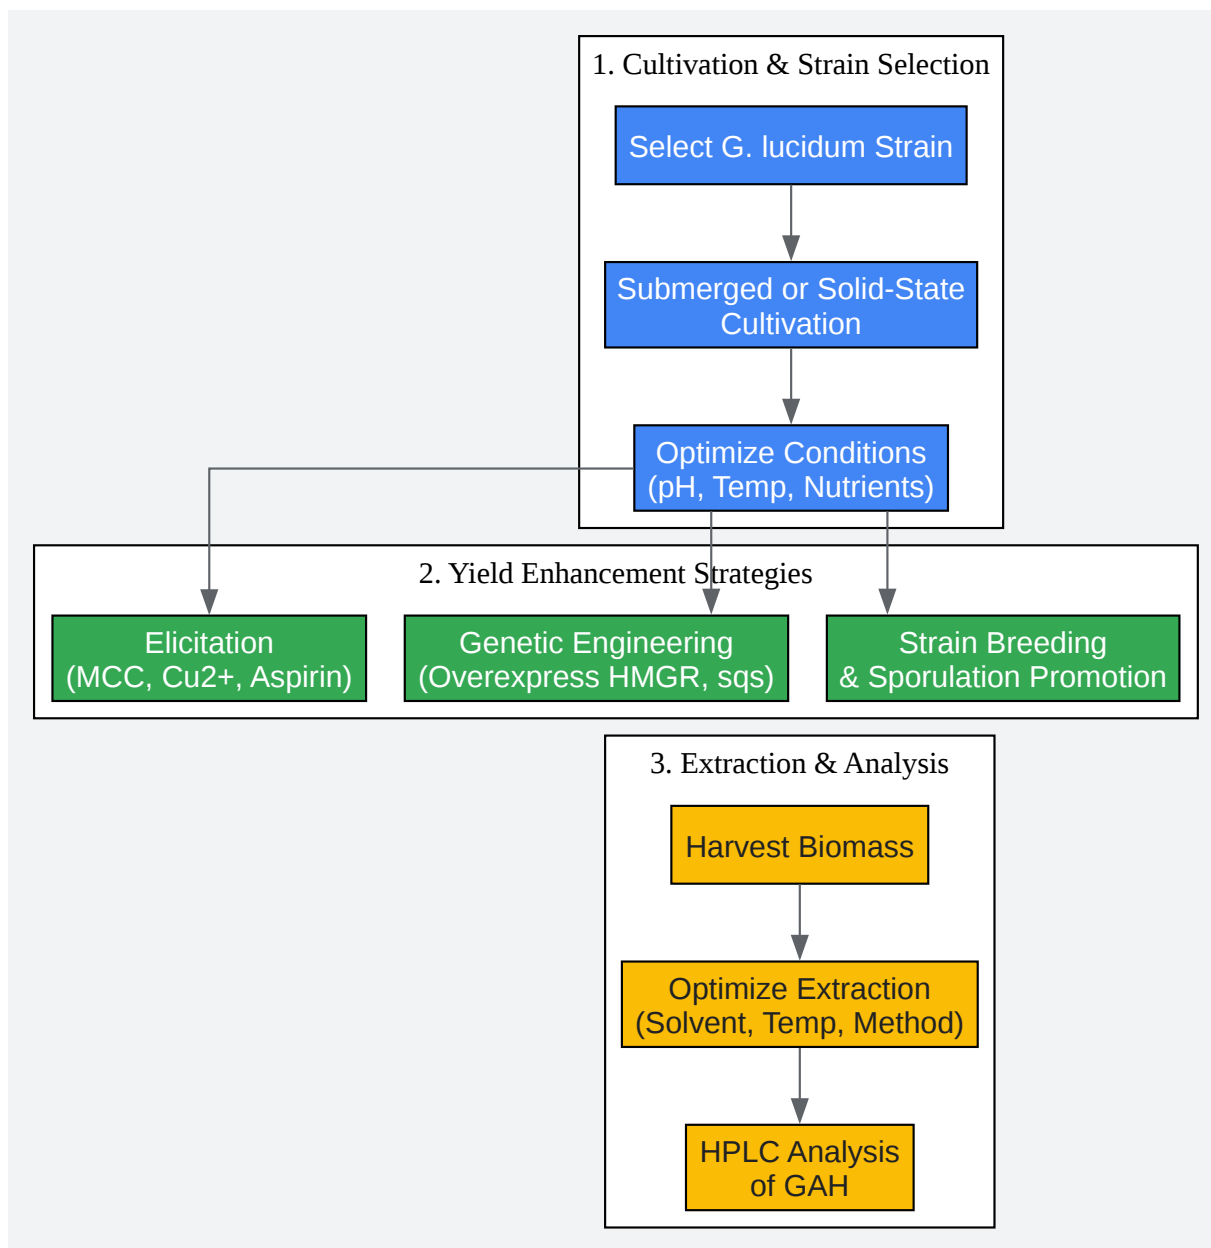 1. Cultivation & Strain Selection
Select G. lucidum Strain
Submerged or Solid-State
Cultivation
Optimize Conditions
(pH, Temp, Nutrients)
2. Yield Enhancement Strategies
Elicitation
(MCC, Cu2+, Aspirin)
Genetic Engineering
(Overexpress HMGR, sqs)
Strain Breeding
& Sporulation Promotion
3. Extraction & Analysis
Harvest Biomass
Optimize Extraction
(Solvent, Temp, Method)
HPLC Analysis
of GAH